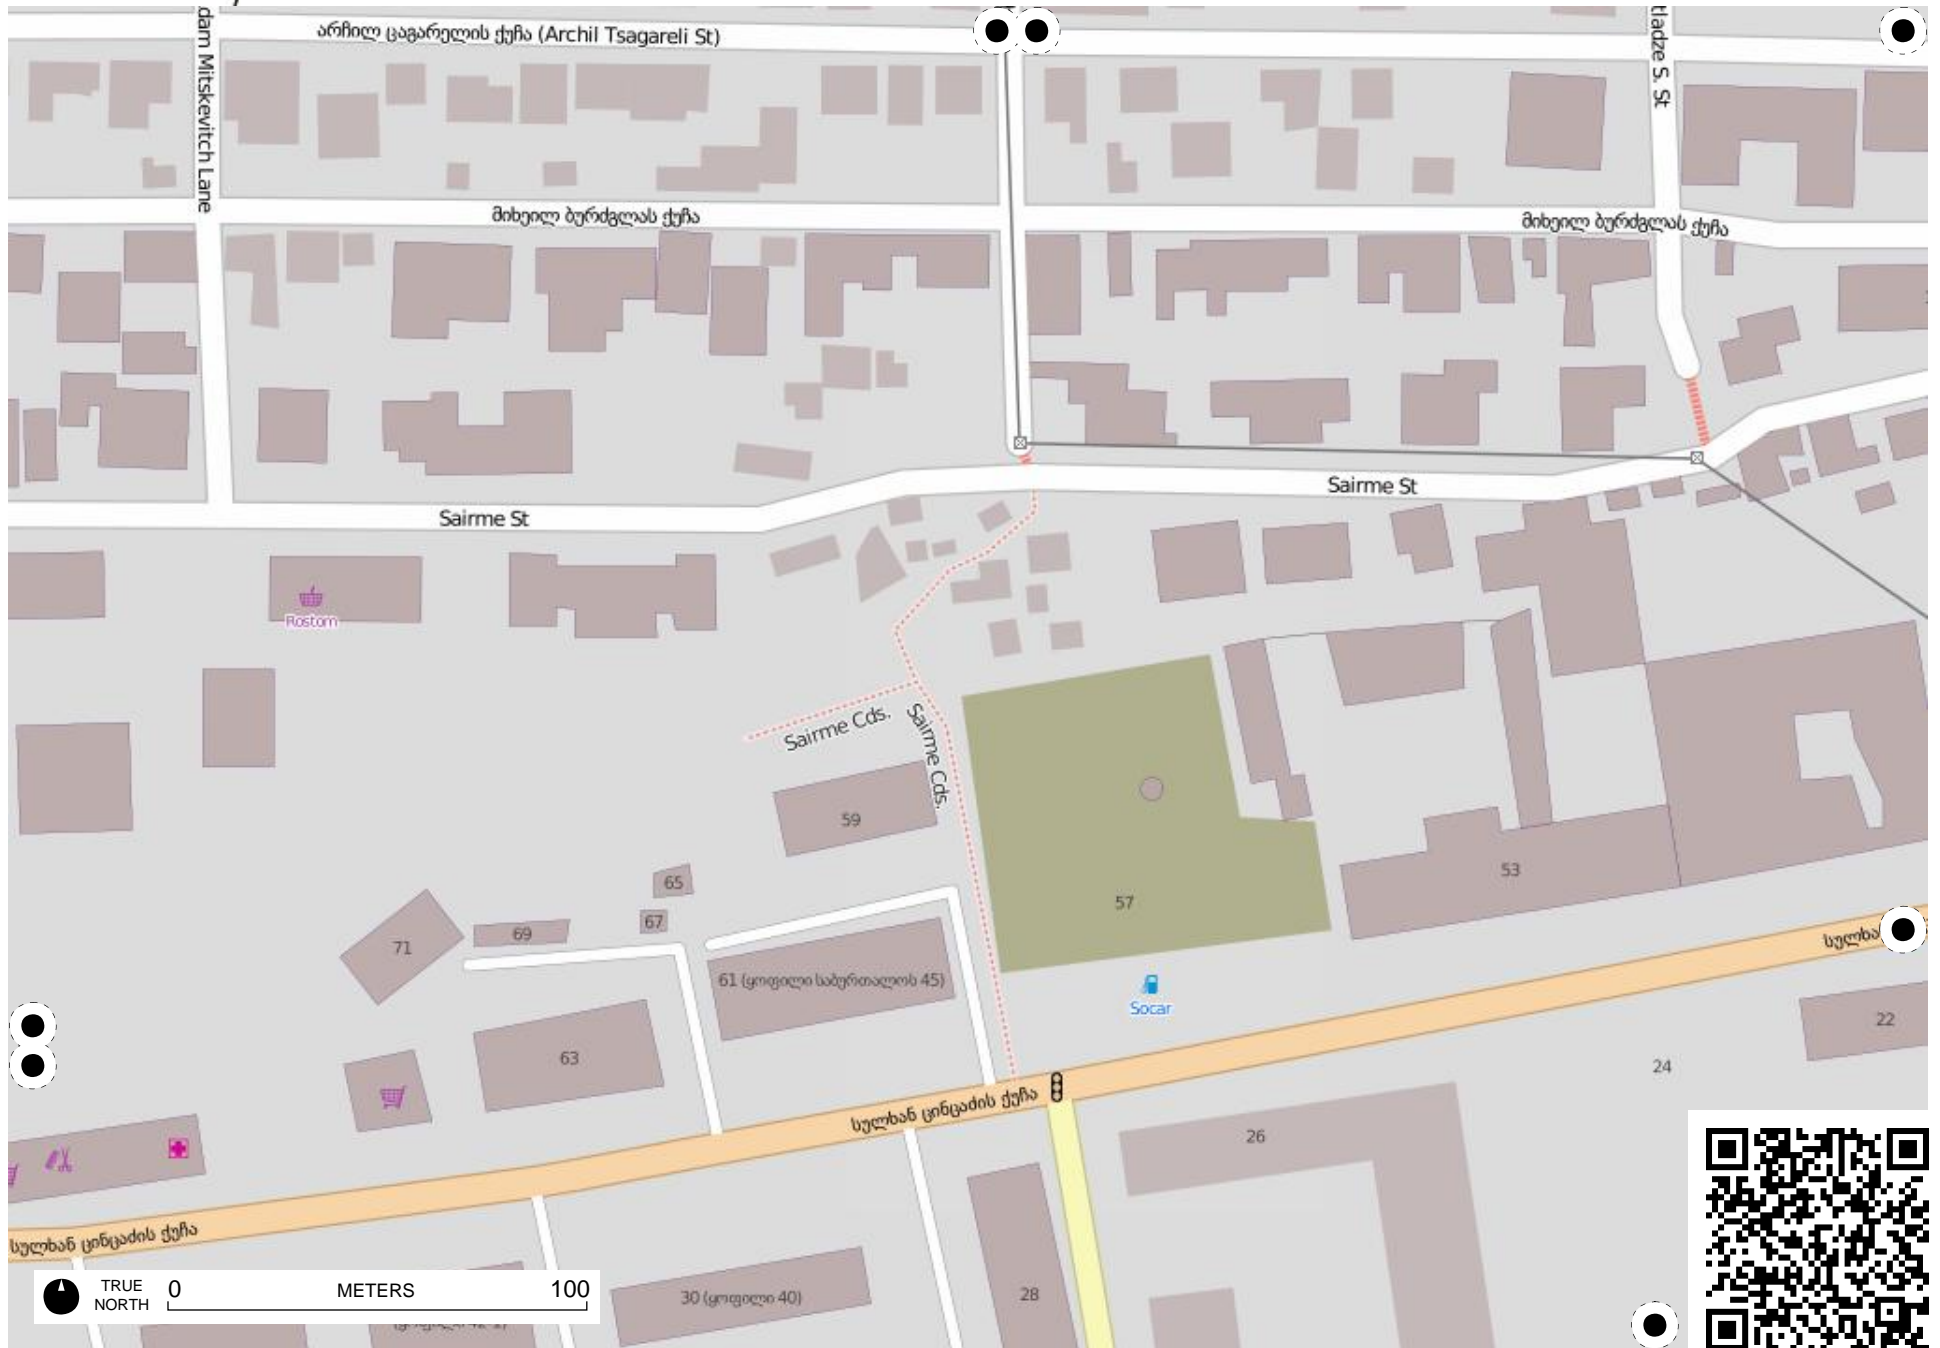 არჩილ ცაგარელის ქუჩა (Archil Tsagareli St)
dam Mitskevitch Lane
tladze S. St
მიხეილ ბურძგლას ქუჩა
მიხეილ ბურძგლას ქუჩა
Sairme St
Sairme St
Rostom
Sairme Cds.
Sairme Cds.
59
53
65
57
67
69
71
სულხა
61 (ყოფილი საბურთალოს 45)
Socar
22
63
24
სულხან ცინცაძის ქუჩა
26
სულხან ცინცაძის ქუჩა
TRUE
NORTH
0 METERS 100
30 (ყოფილი 40)
28